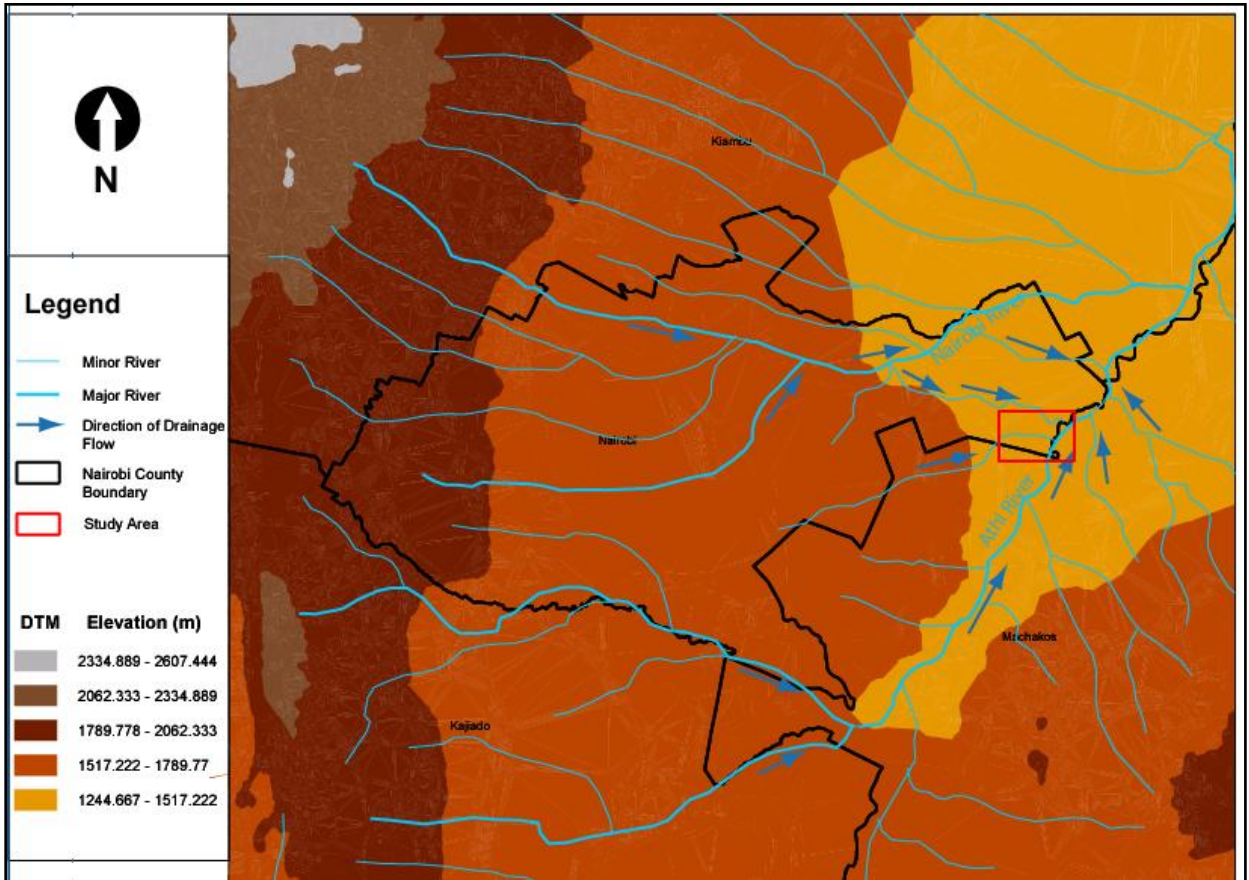 N
Legend
Minor River
Major River
Direction of Drainage
Flow
Nairobi County
Boundary
Study Area
DTM Elevation (m)
2334.889 - 2607.444
2062.333 - 2334.889
1789.778 - 2062.333
1517.222 - 1789.77
1244.667 - 1517.222
Kiambu
Nairobi River
Nairobi
Athi River
Machakos
Kajiado